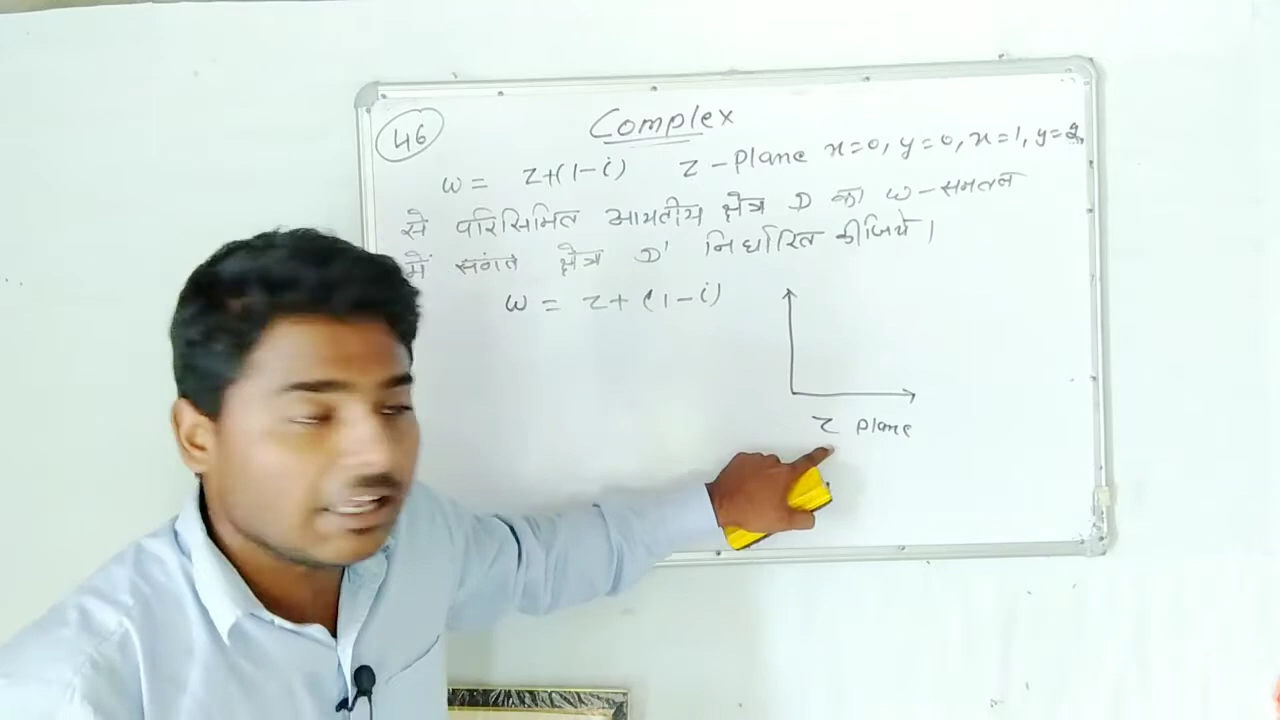 46
Complex
w = z+(1-i) z-plane x=0, y=0, x=1, y=2,
से परिसिमित आयतीय क्षेत्र D का w-समतल
में संगत क्षेत्र D' निर्धारित कीजिये।
w = z+(1-i)
z plane